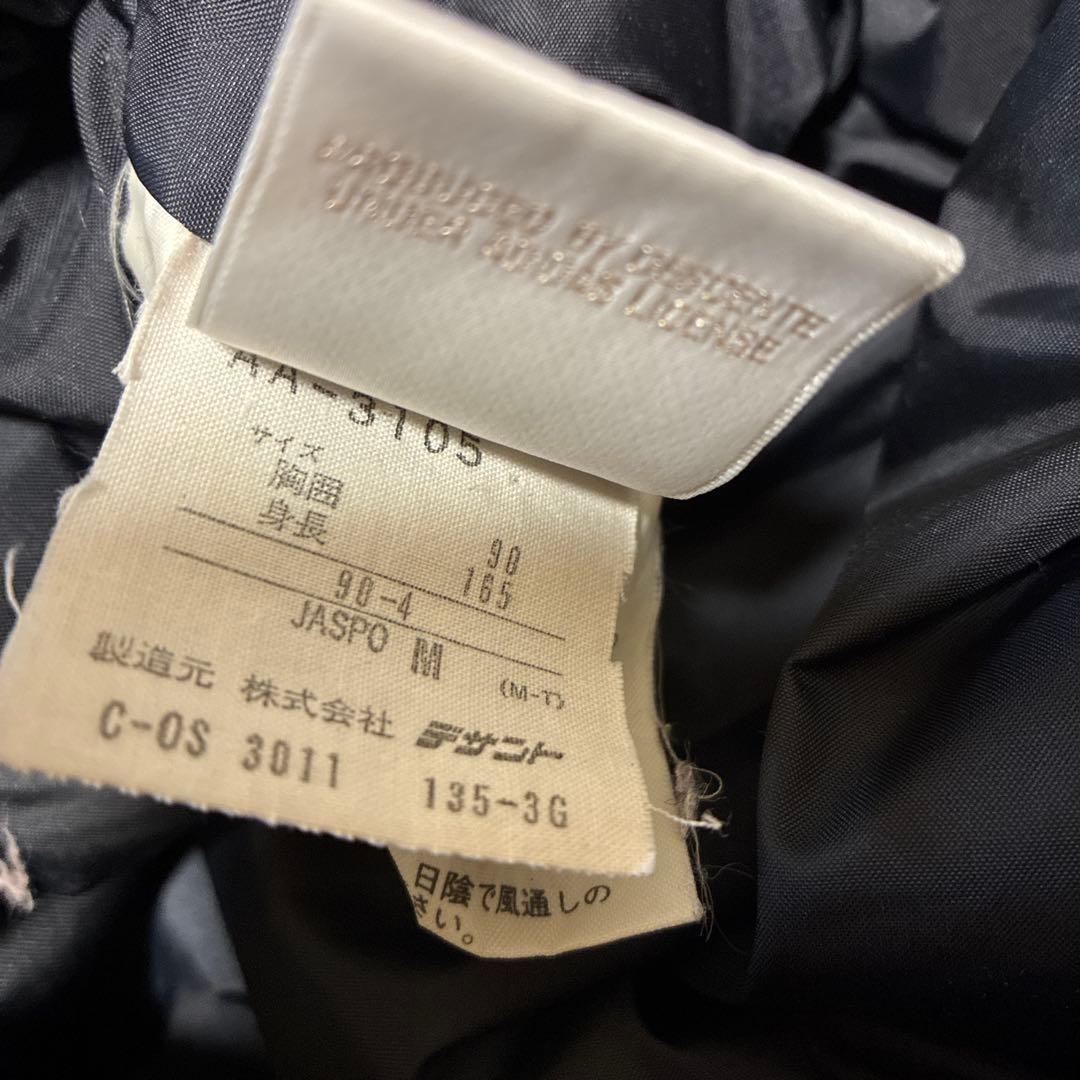 PRODUCED BY DESCENTE
UNDER ADIDAS LICENSE
AA-3105
サイズ
胸囲 90
身長 165
90-4
JASPO M (M-T)
製造元 株式会社 デサント
C-OS 3011 135-3G
日陰で風通しの
さい。